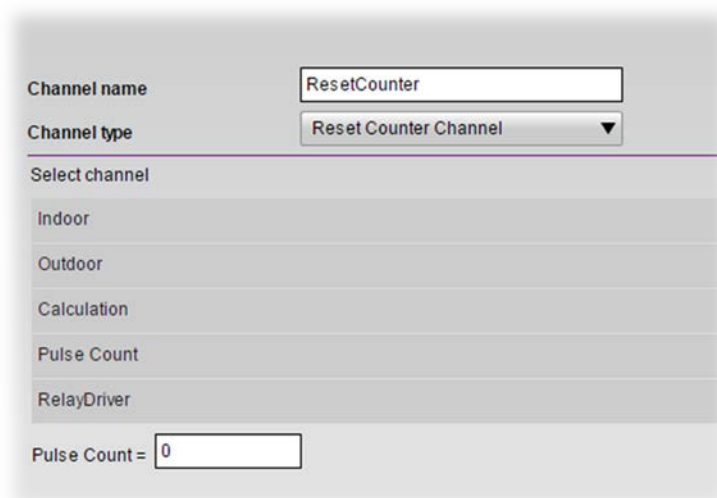 Channel name ResetCounter
Channel type Reset Counter Channel
Select channel
Indoor
Outdoor
Calculation
Pulse Count
RelayDriver
Pulse Count = 0